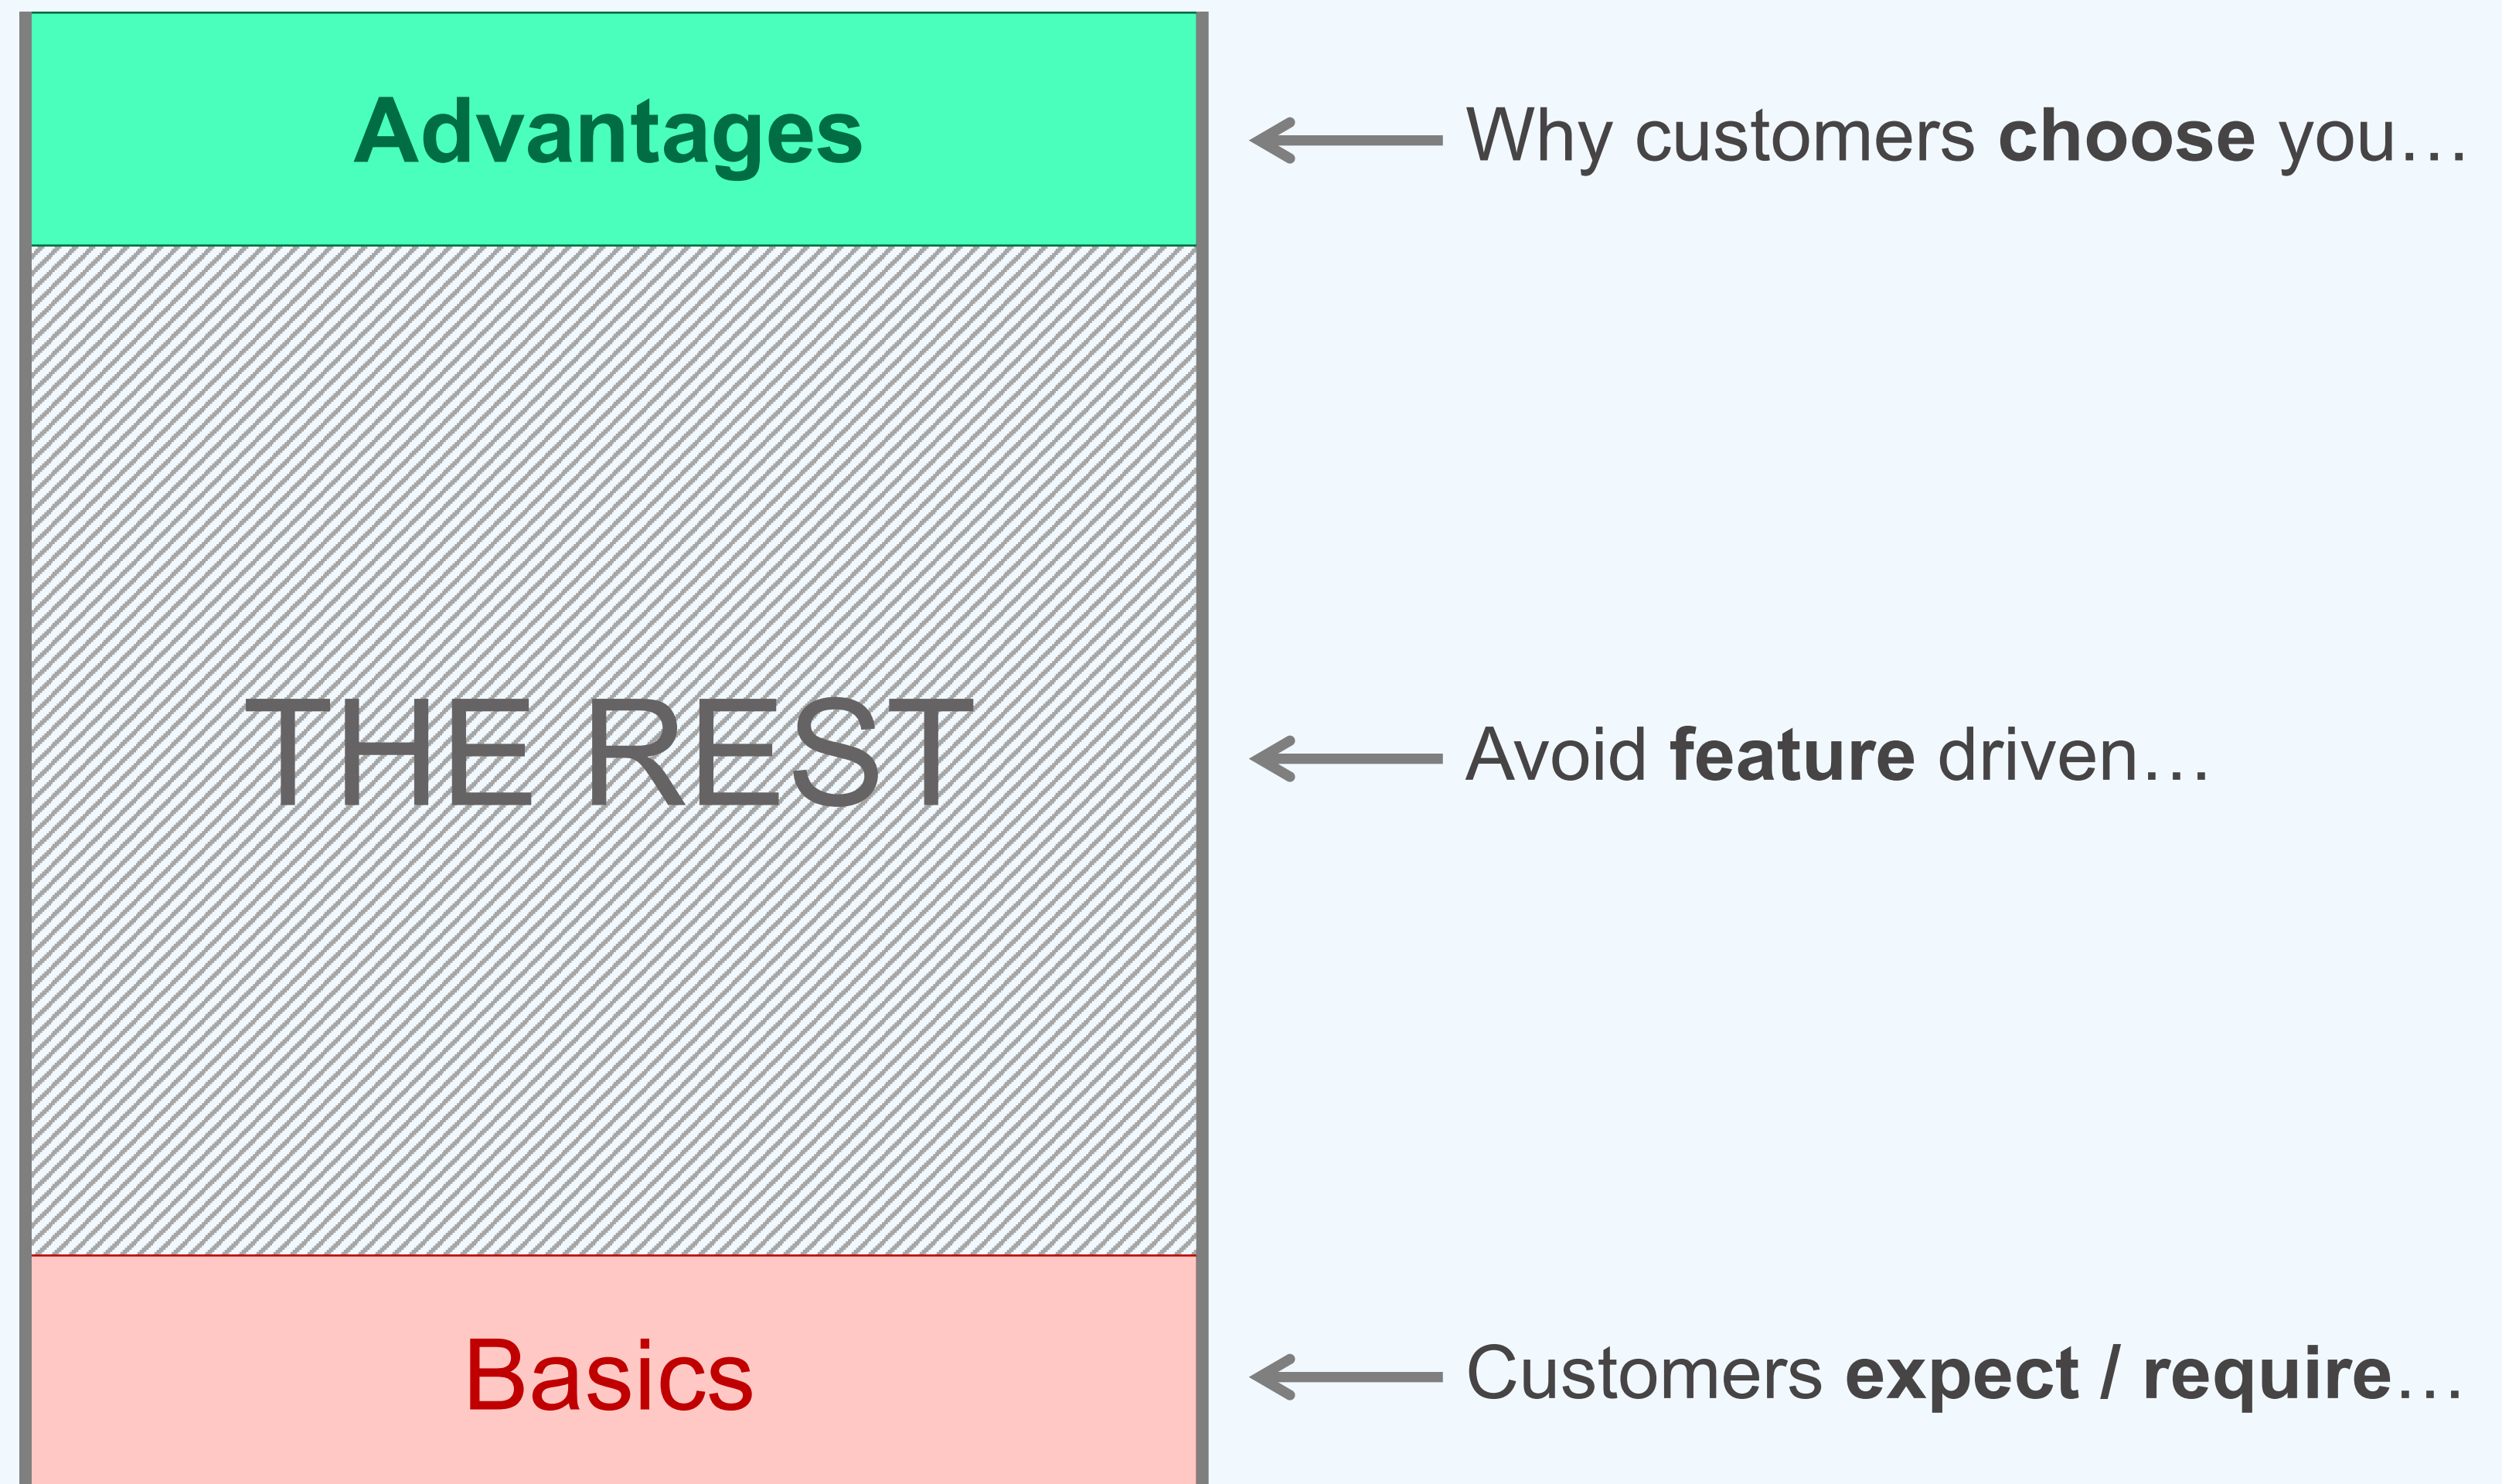 Advantages
Why customers choose you…
THE REST
Avoid feature driven…
Basics
Customers expect / require…